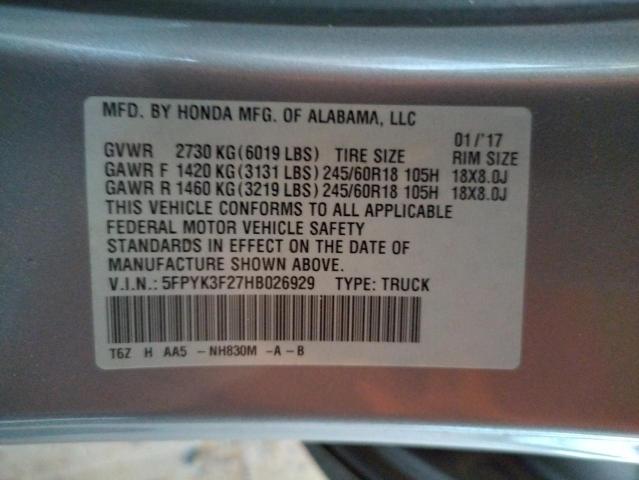 MFD. BY HONDA MFG. OF ALABAMA, LLC
01/'17
GVWR 2730 KG(6019 LBS) TIRE SIZE RIM SIZE
GAWR F 1420 KG(3131 LBS) 245/60R18 105H 18X8.0J
GAWR R 1460 KG(3219 LBS) 245/60R18 105H 18X8.0J
THIS VEHICLE CONFORMS TO ALL APPLICABLE
FEDERAL MOTOR VEHICLE SAFETY
STANDARDS IN EFFECT ON THE DATE OF
MANUFACTURE SHOWN ABOVE.
V.I.N.: 5FPYK3F27HB026929 TYPE: TRUCK
T6Z H AA5 - NH830M - A - B